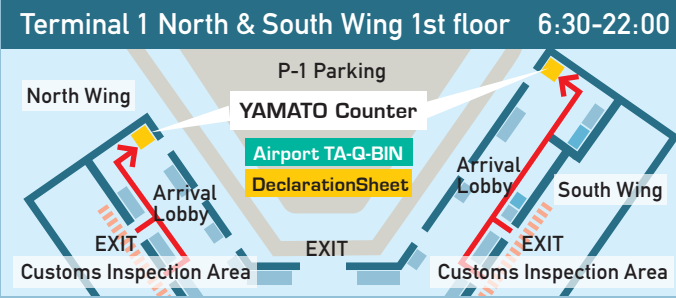 Terminal 1 North & South Wing 1st floor 6:30-22:00
P-1 Parking
North Wing
YAMATO Counter
Airport TA-Q-BIN
DeclarationSheet
Arrival
Lobby
Arrival
Lobby
South Wing
EXIT
EXIT
EXIT
Customs Inspection Area
Customs Inspection Area